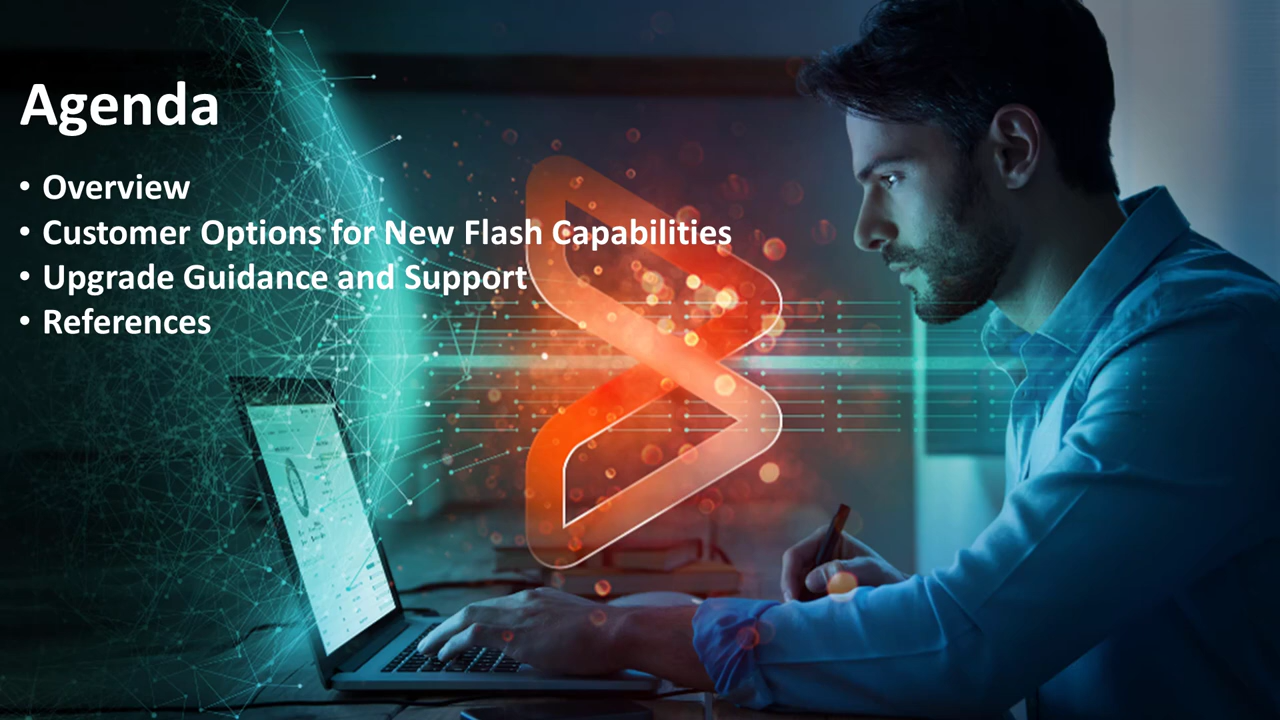 Agenda
• Overview
• Customer Options for New Flash Capabilities
• Upgrade Guidance and Support
• References